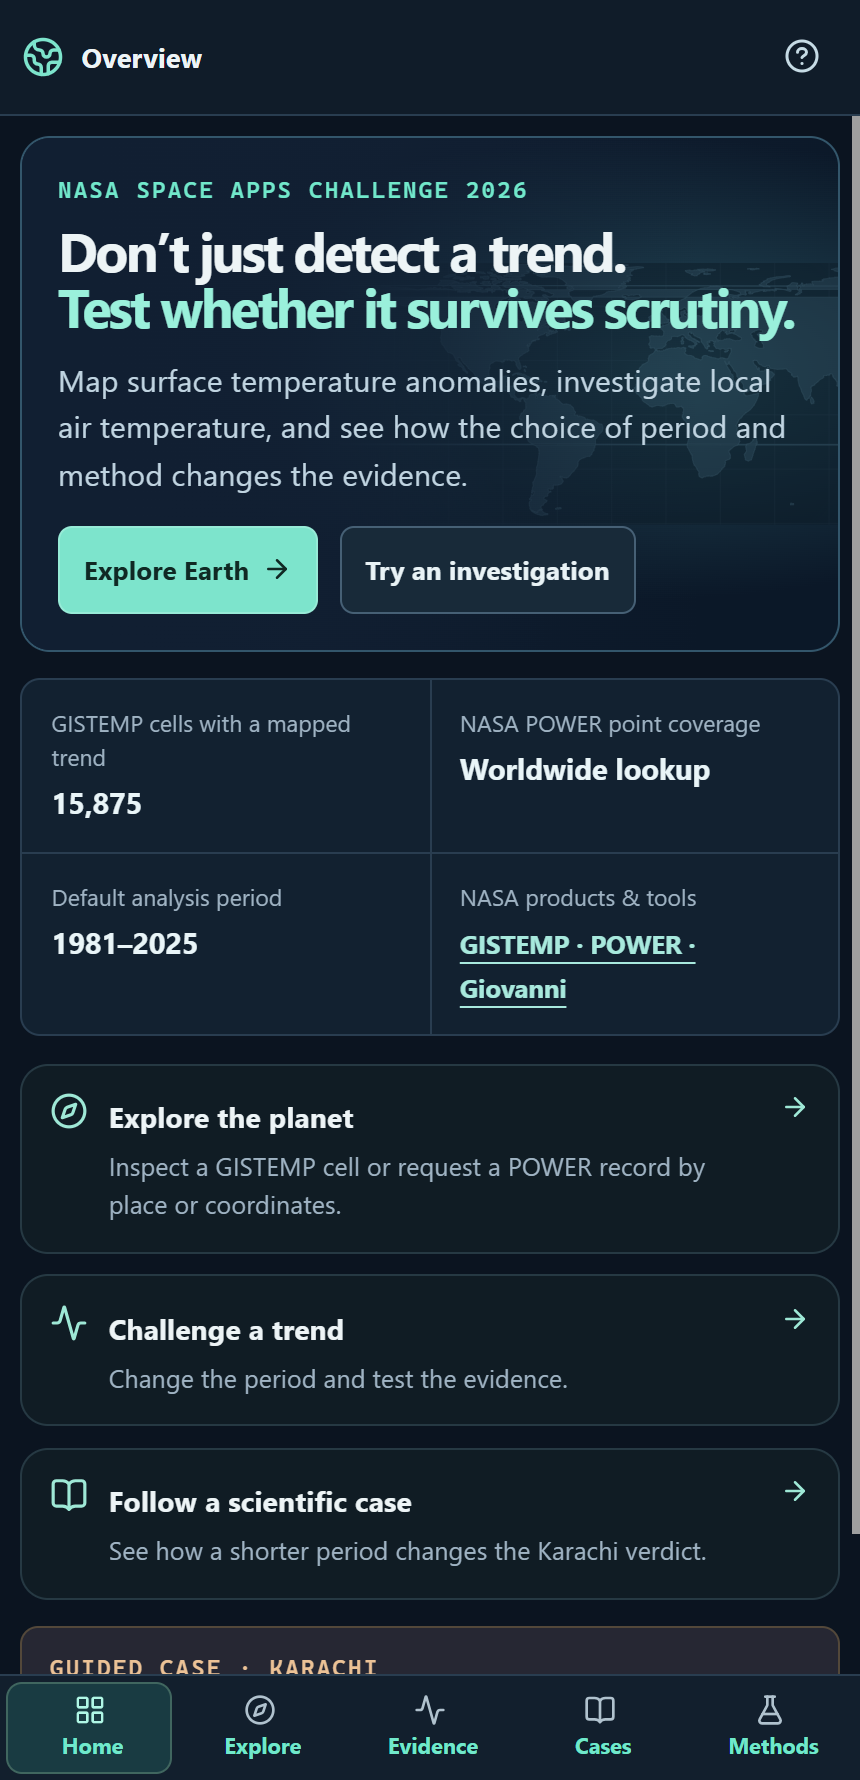 Overview
NASA SPACE APPS CHALLENGE 2026
Don’t just detect a trend.
Test whether it survives scrutiny.
Map surface temperature anomalies, investigate local
air temperature, and see how the choice of period and
method changes the evidence.
Explore Earth
Try an investigation
GISTEMP cells with a mapped
trend
15,875
NASA POWER point coverage
Worldwide lookup
Default analysis period
1981–2025
NASA products & tools
GISTEMP · POWER ·
Giovanni
Explore the planet
Inspect a GISTEMP cell or request a POWER record by
place or coordinates.
Challenge a trend
Change the period and test the evidence.
Follow a scientific case
See how a shorter period changes the Karachi verdict.
GUIDED CASE · KARACHI
Home
Explore
Evidence
Cases
Methods